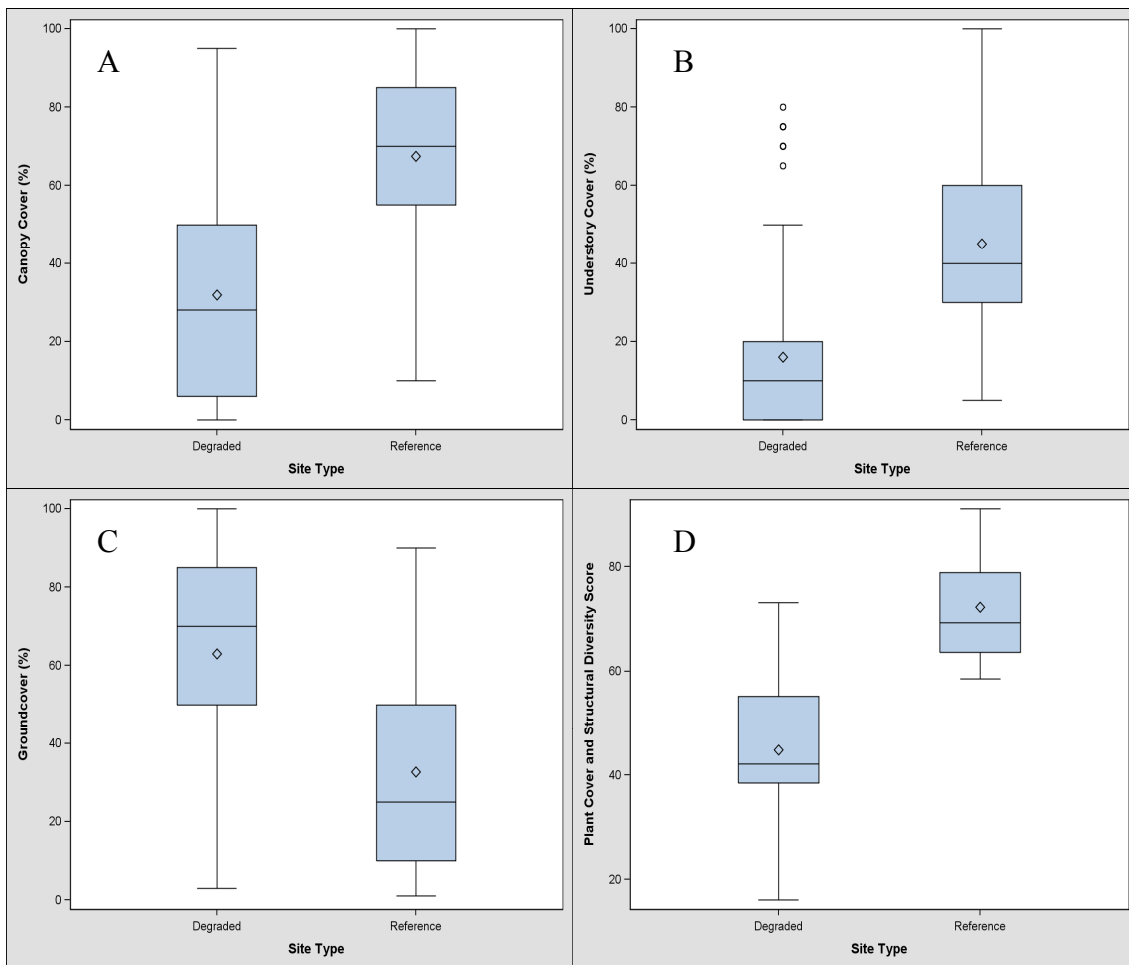 A
Canopy Cover (%)
100
80
60
40
20
0
Degraded
Reference
Site Type
B
Understory Cover (%)
100
80
60
40
20
0
Degraded
Reference
Site Type
C
Groundcover (%)
100
80
60
40
20
0
Degraded
Reference
Site Type
D
Plant Cover and Structural Diversity Score
80
60
40
20
Degraded
Reference
Site Type